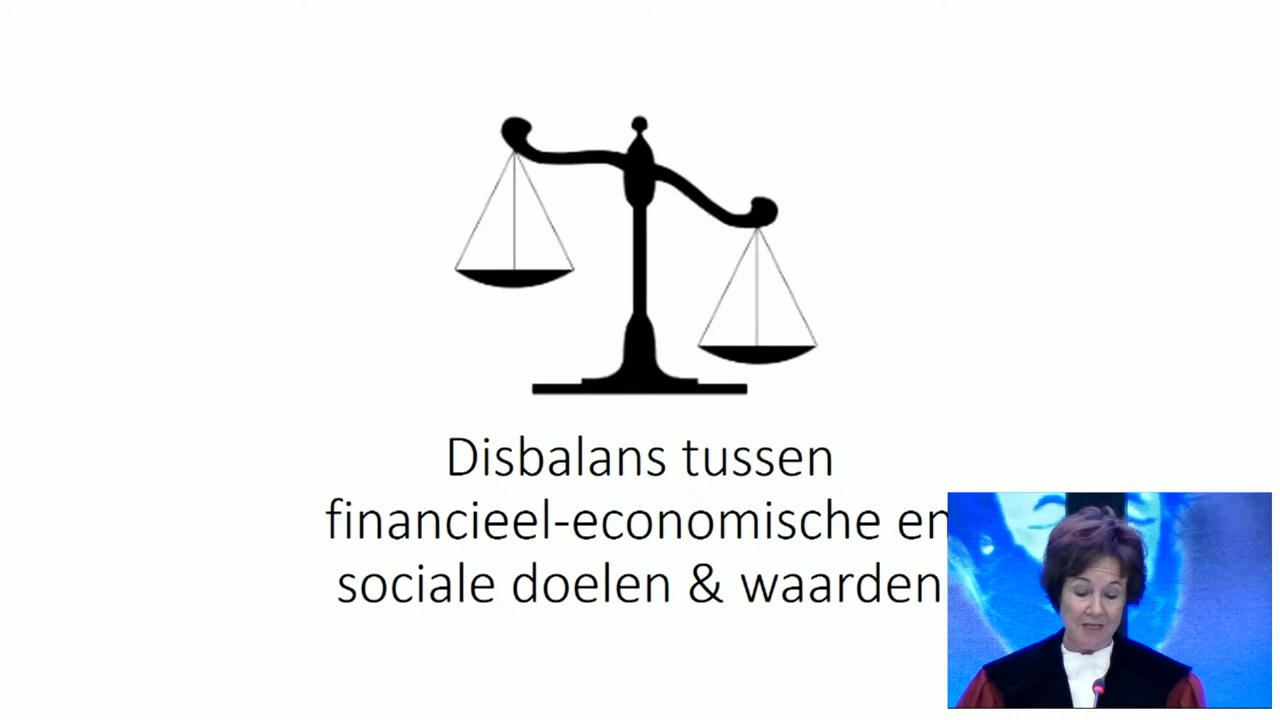 Disbalans tussen
financieel-economische en
sociale doelen & waarden